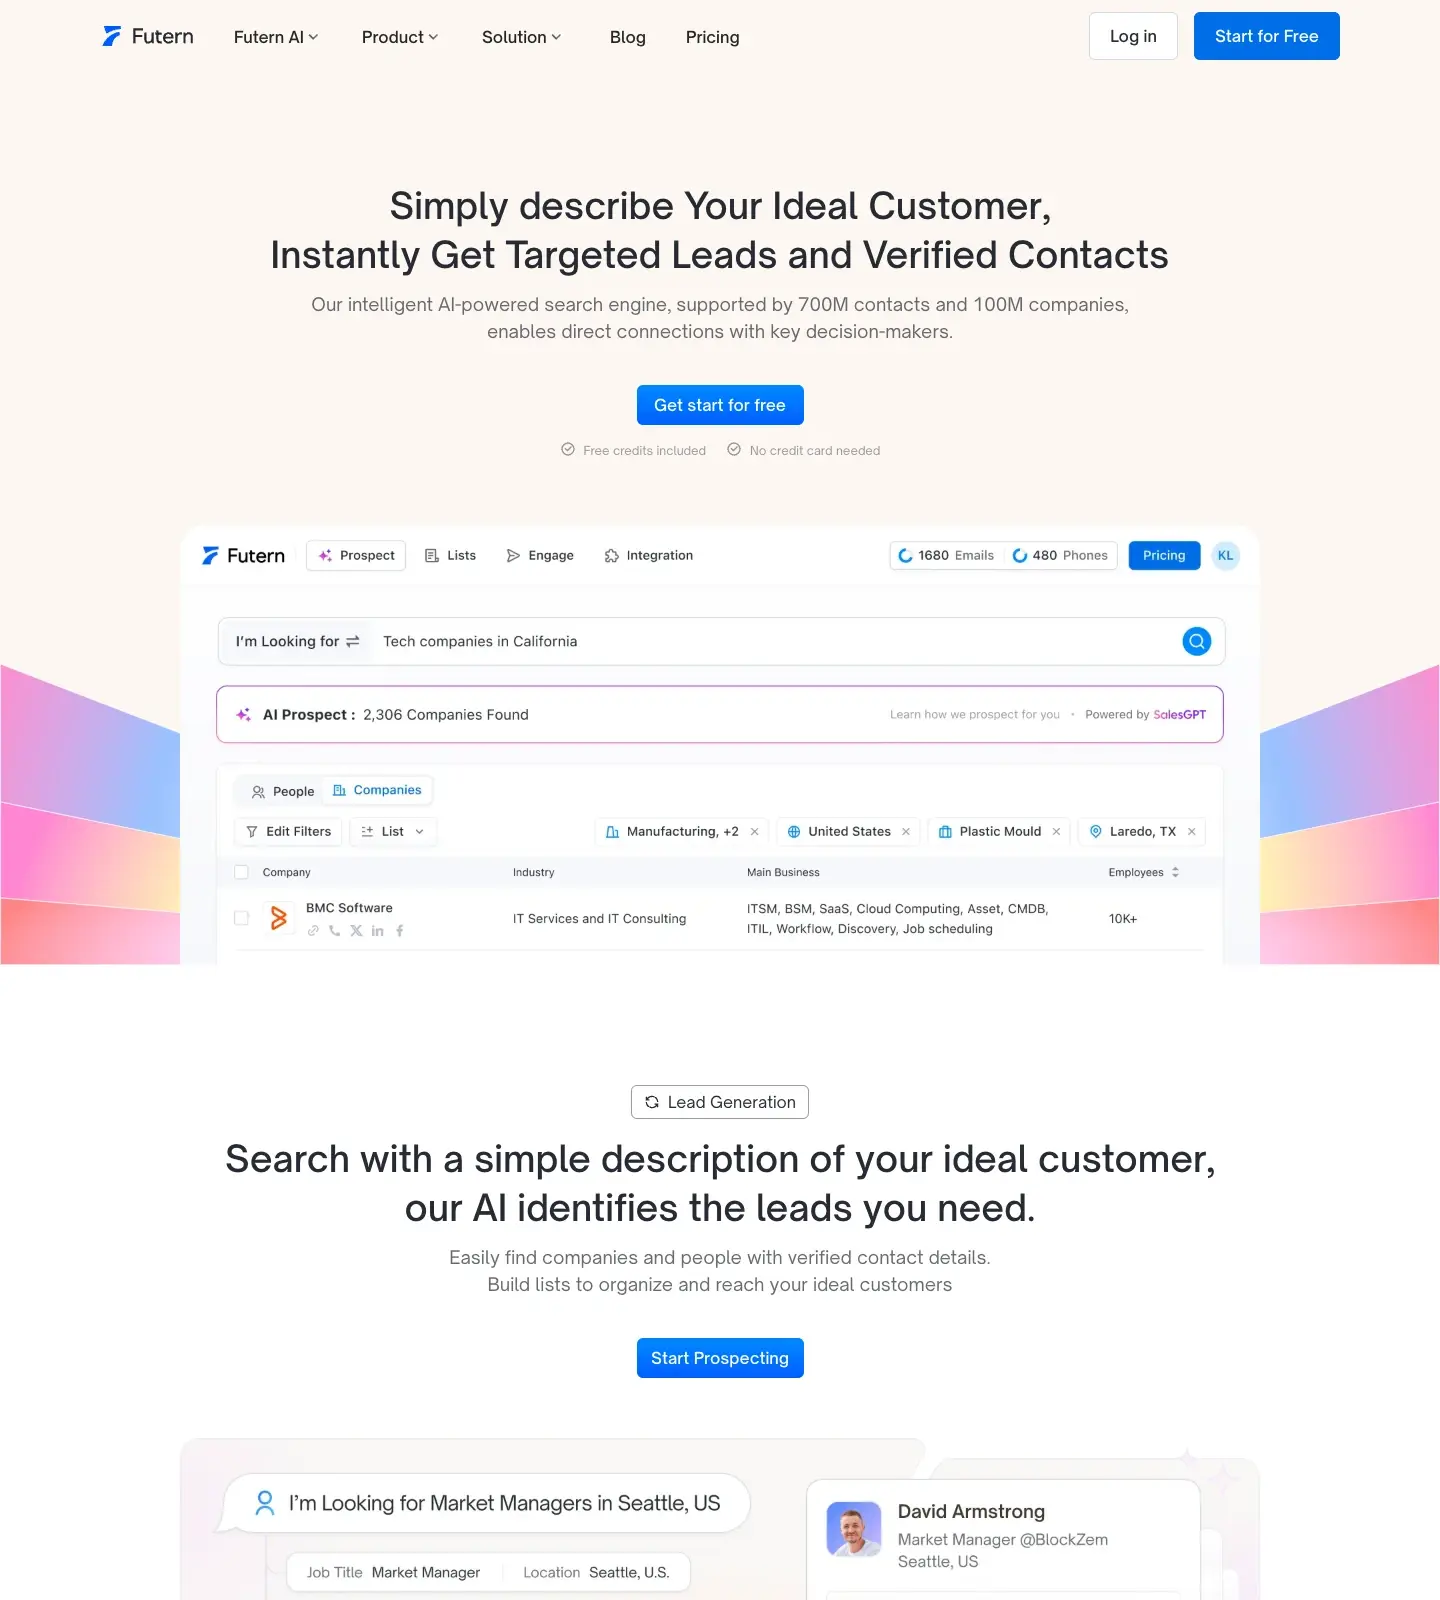 Futern
Futern AI
Product
Solution
Blog
Pricing
Log in
Start for Free
Simply describe Your Ideal Customer,
Instantly Get Targeted Leads and Verified Contacts
Our intelligent AI-powered search engine, supported by 700M contacts and 100M companies,
enables direct connections with key decision-makers.
Get start for free
Free credits included
No credit card needed
Futern
Prospect
Lists
Engage
Integration
1680 Emails
480 Phones
Pricing
KL
I'm Looking for
Tech companies in California
AI Prospect : 2,306 Companies Found
Learn how we prospect for you • Powered by SalesGPT
People
Companies
Edit Filters
List
Manufacturing, +2
United States
Plastic Mould
Laredo, TX
Company
Industry
Main Business
Employees
BMC Software
IT Services and IT Consulting
ITSM, BSM, SaaS, Cloud Computing, Asset, CMDB,
ITIL, Workflow, Discovery, Job scheduling
10K+
Lead Generation
Search with a simple description of your ideal customer,
our AI identifies the leads you need.
Easily find companies and people with verified contact details.
Build lists to organize and reach your ideal customers
Start Prospecting
I'm Looking for Market Managers in Seattle, US
Job Title Market Manager
Location Seattle, U.S.
David Armstrong
Market Manager @BlockZem
Seattle, US